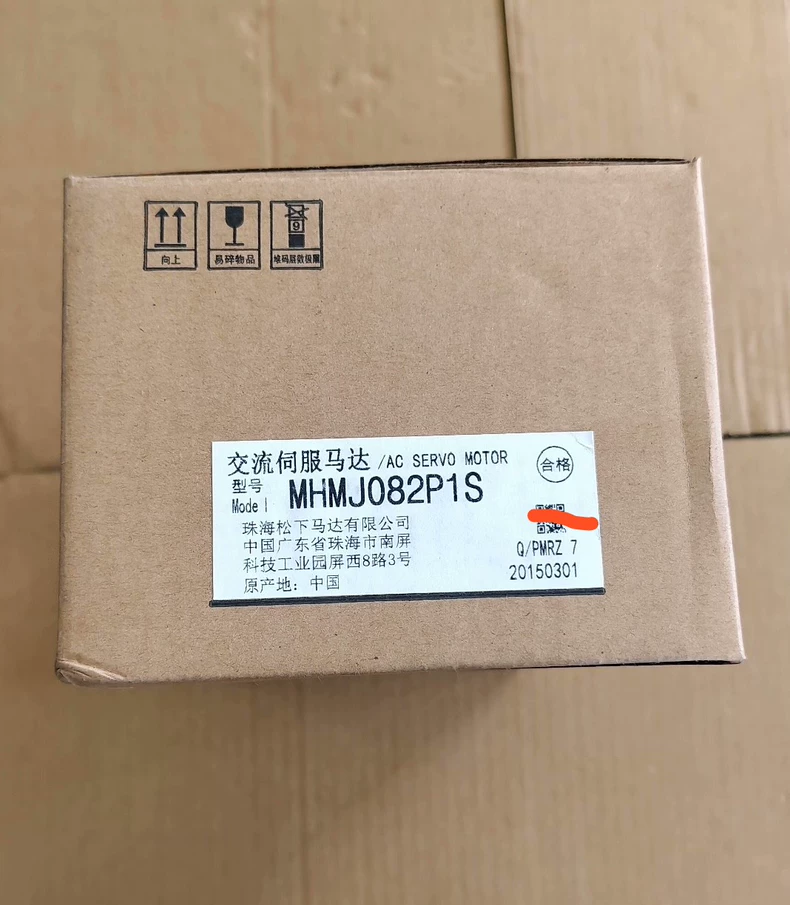 向上
易碎物品
9
堆码层数极限
交流伺服马达 /AC SERVO MOTOR
合格
型号
Model MHMJ082P1S
珠海松下马达有限公司
中国广东省珠海市南屏
科技工业园屏西8路3号
原产地: 中国
Q/PMRZ 7
20150301